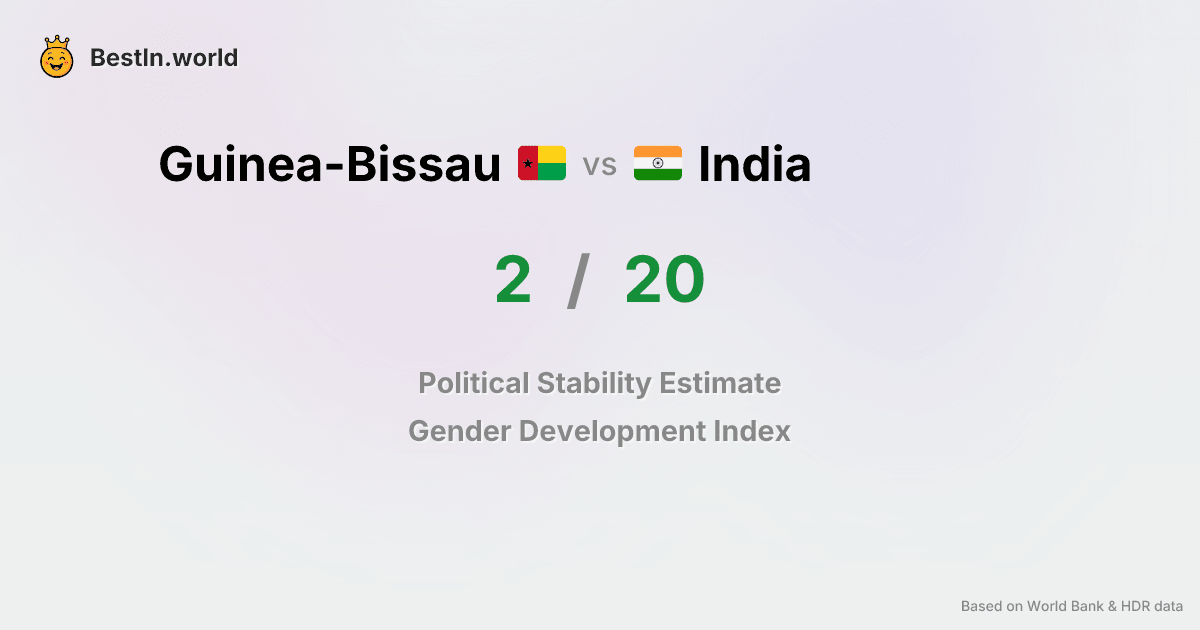 BestIn.world
Guinea-Bissau vs India
2 / 20
Political Stability Estimate
Gender Development Index
Based on World Bank & HDR data